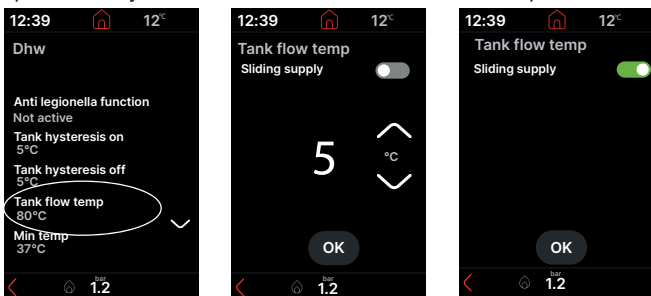 12:39
12°C
Dhw
Anti legionella function
Not active
Tank hysteresis on
5°C
Tank hysteresis off
5°C
Tank flow temp
80°C
Min temp
37°C
bar
1.2
12:39
12°C
Tank flow temp
Sliding supply
5
°C
OK
bar
1.2
12:39
12°C
Tank flow temp
Sliding supply
OK
bar
1.2